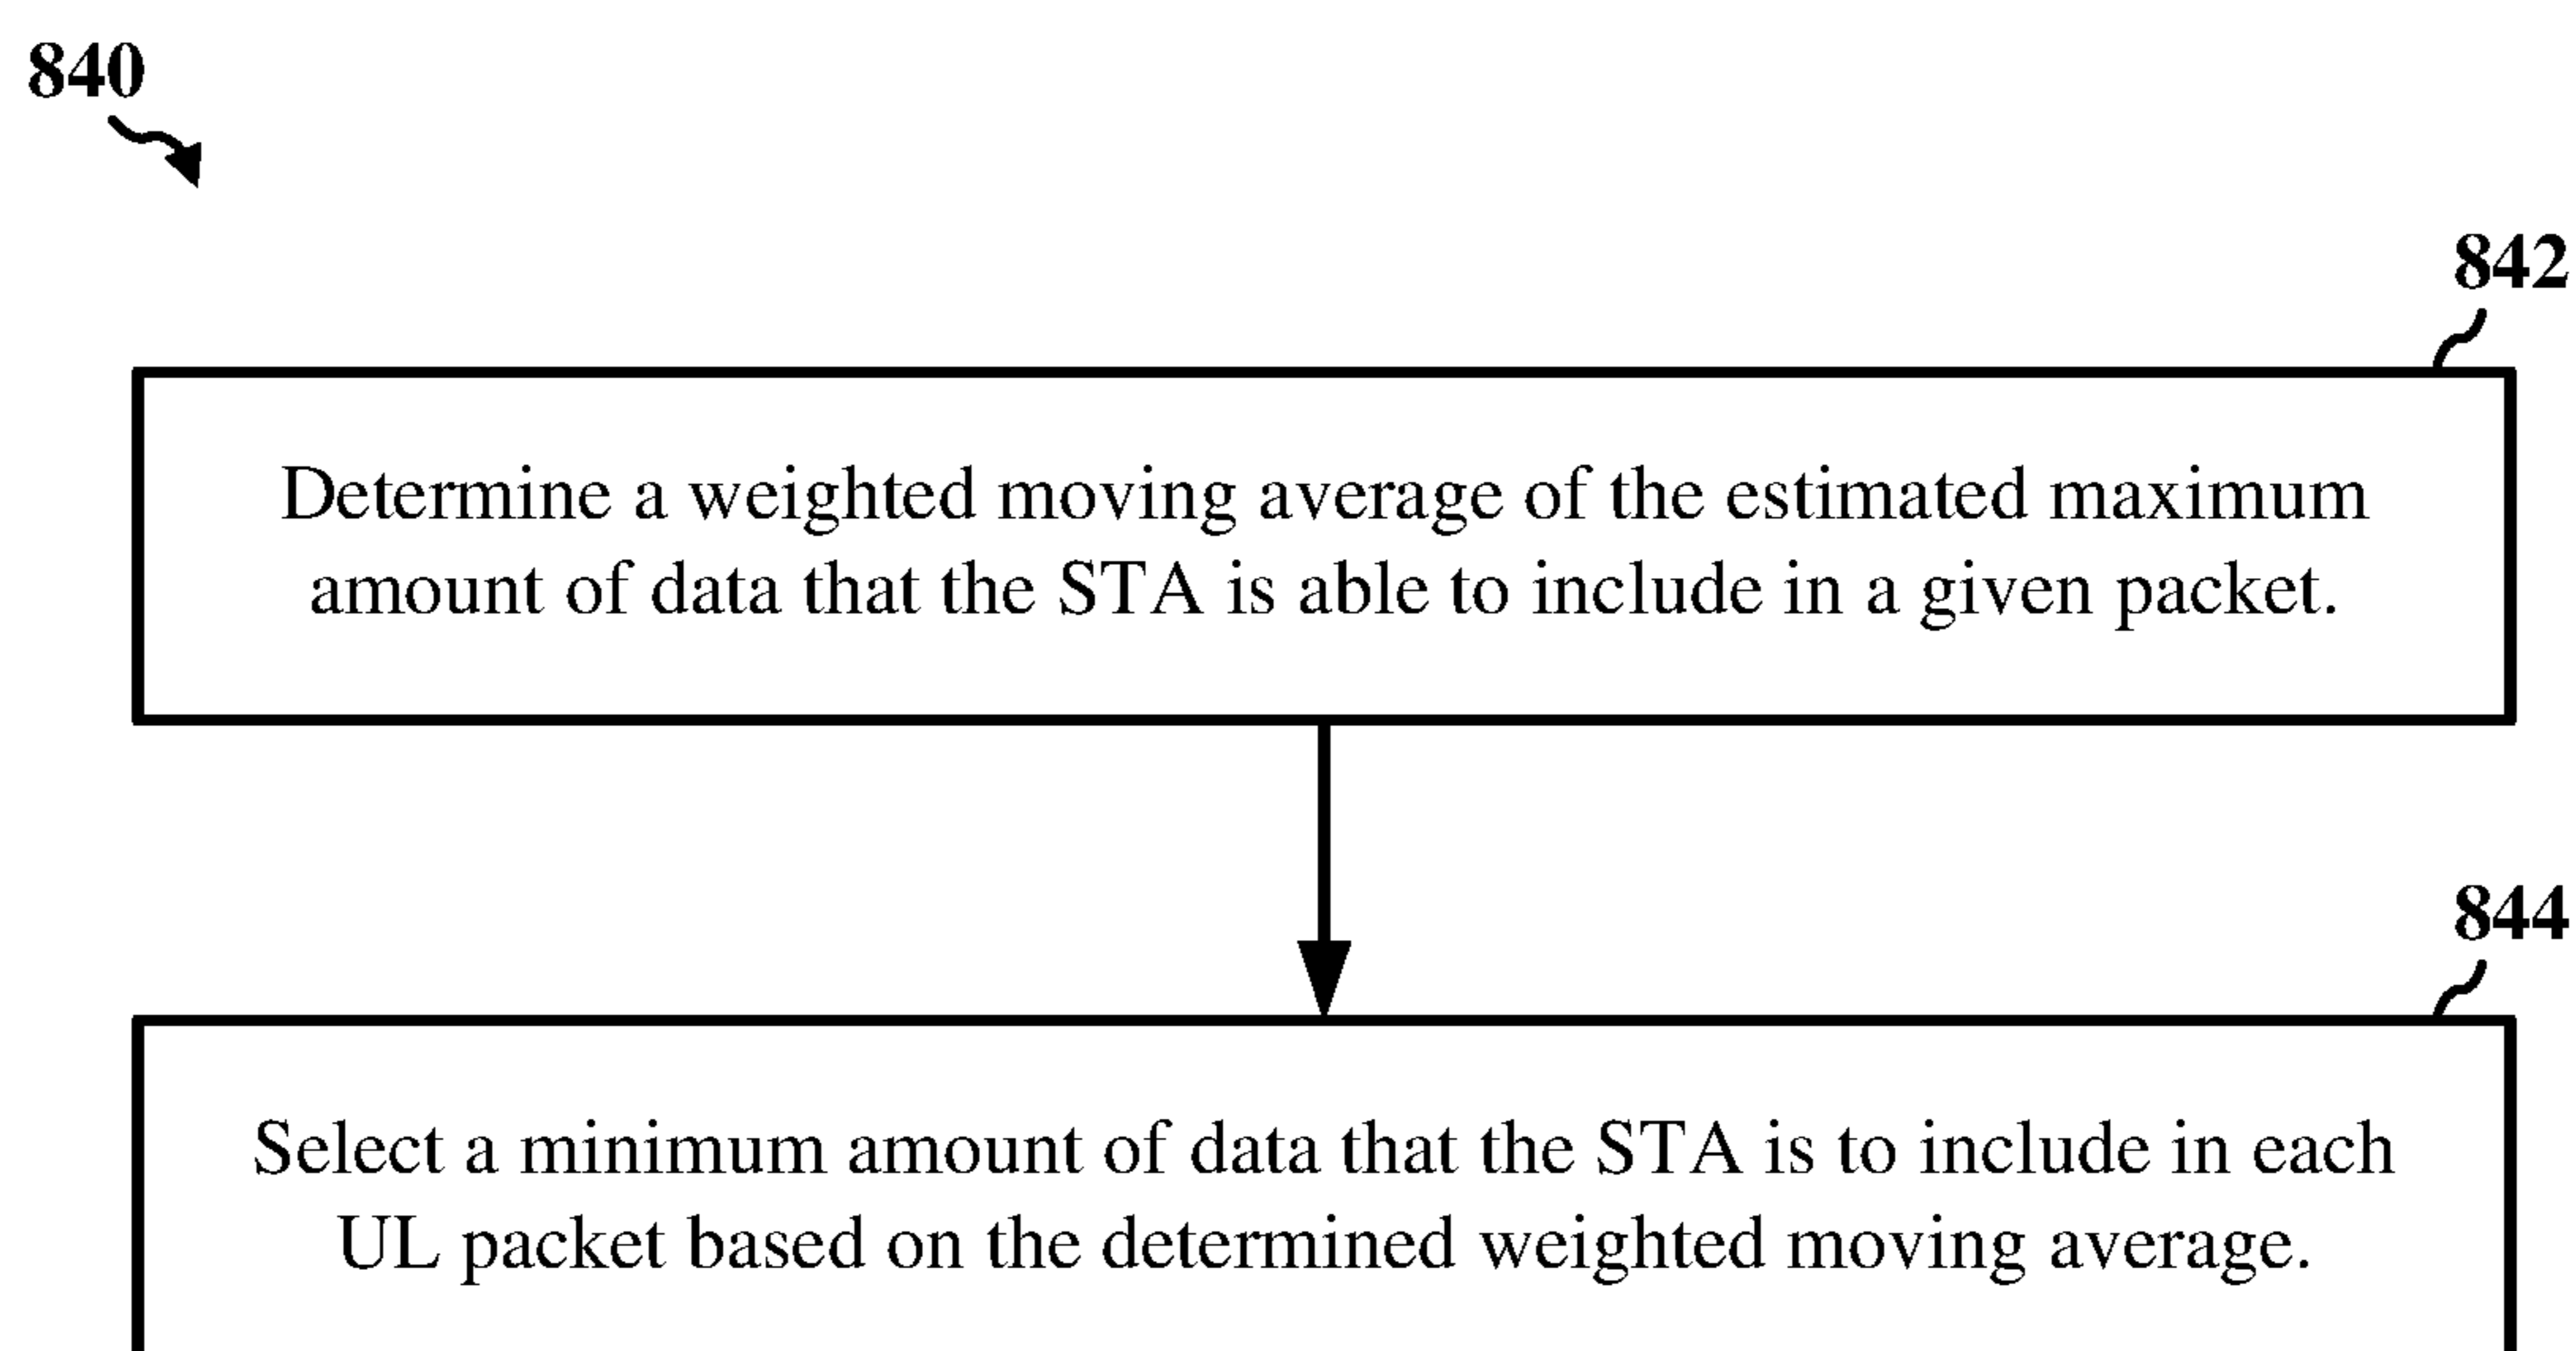 840
842
Determine a weighted moving average of the estimated maximum
amount of data that the STA is able to include in a given packet.
844
Select a minimum amount of data that the STA is to include in each
UL packet based on the determined weighted moving average.